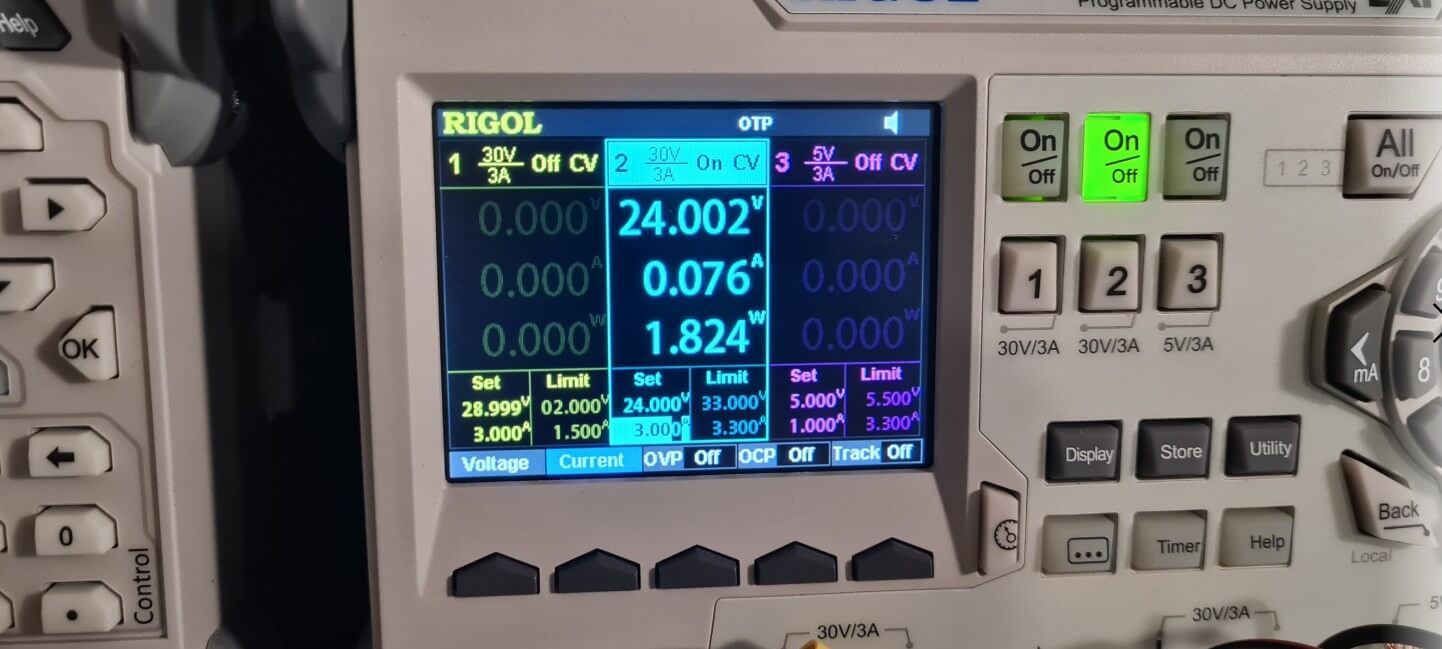 Help
OK
0
Control
Programmable DC Power Supply
RIGOL OTP
1 30V/3A Off CV 2 30V/3A On CV 3 5V/3A Off CV
0.000V 24.002V 0.000V
0.000A 0.076A 0.000A
0.000W 1.824W 0.000W
Set Limit Set Limit Set Limit
28.999V 02.000V 24.000V 33.000V 5.000V 5.500V
3.000A 1.500A 3.000A 3.300A 1.000A 3.300A
Voltage Current OVP Off OCP Off Track Off
On/Off On/Off On/Off
1 2 3
All
On/Off
1 2 3
30V/3A 30V/3A 5V/3A
mA
8
Display Store Utility
Back
Local
... Timer Help
30V/3A 30V/3A